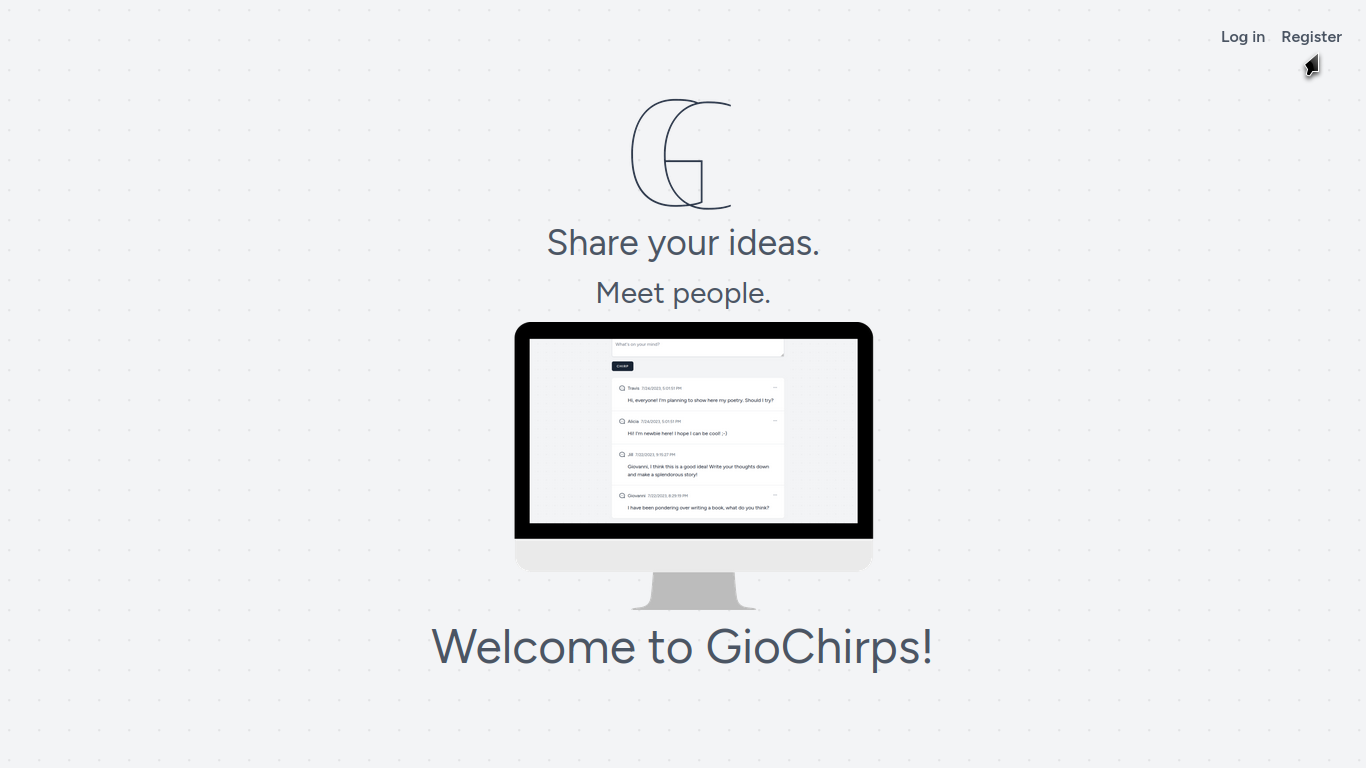 Log in Register
Share your ideas.
Meet people.
What's on your mind?
CHIRP
Travis 7/24/2023, 5:01:51 PM
Hi, everyone! I'm planning to show here my poetry. Should I try?
Alicia 7/24/2023, 5:01:51 PM
Hi! I'm newbie here! I hope I can be cool! ;-)
Jill 7/22/2023, 9:15:27 PM
Giovanni, I think this is a good idea! Write your thoughts down
and make a splendorous story!
Giovanni 7/22/2023, 8:29:19 PM
I have been pondering over writing a book, what do you think?
Welcome to GioChirps!